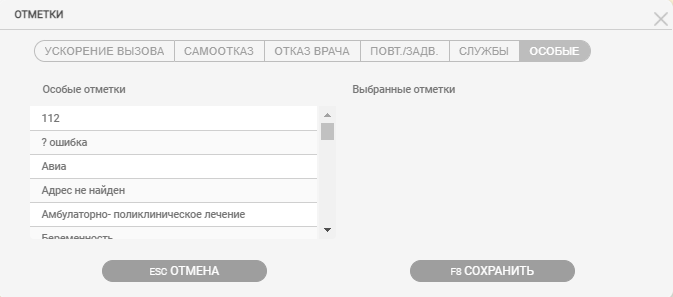 ОТМЕТКИ
УСКОРЕНИЕ ВЫЗОВА САМООТКАЗ ОТКАЗ ВРАЧА ПОВТ./ЗАДВ. СЛУЖБЫ ОСОБЫЕ
Особые отметки Выбранные отметки
112
? ошибка
Авиа
Адрес не найден
Амбулаторно- поликлиническое лечение
Беременность
ESC ОТМЕНА F8 СОХРАНИТЬ